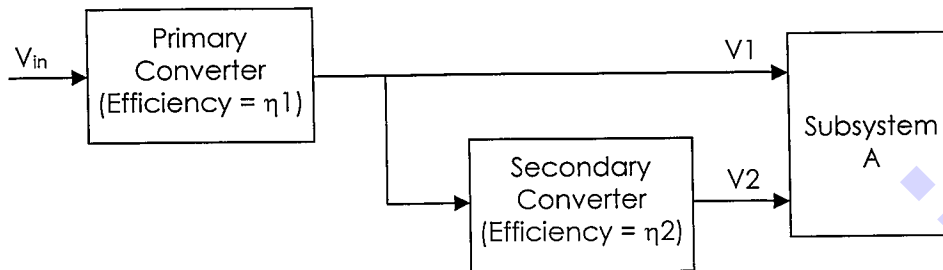 Vin
Primary
Converter
(Efficiency = η1)
V1
Subsystem
A
Secondary
Converter
(Efficiency = η2)
V2